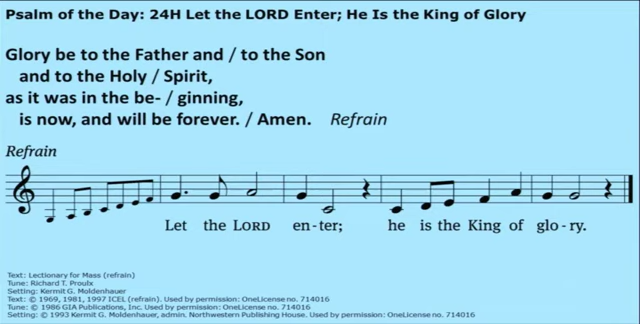 Psalm of the Day: 24H Let the LORD Enter; He Is the King of Glory
Glory be to the Father and / to the Son
and to the Holy / Spirit,
as it was in the be- / ginning,
is now, and will be forever. / Amen. Refrain
Refrain
Let the LORD en-ter; he is the King of glo-ry.
Text: Lectionary for Mass (refrain)
Tune: Richard T. Proulx
Setting: Kermit G. Moldenhauer
Text: © 1969, 1981, 1997 ICEL (refrain). Used by permission: OneLicense no. 714016
Tune: © 1986 GIA Publications, Inc. Used by permission: OneLicense no. 714016
Setting: © 1993 Kermit G. Moldenhauer, admin. Northwestern Publishing House. Used by permission: OneLicense no. 714016